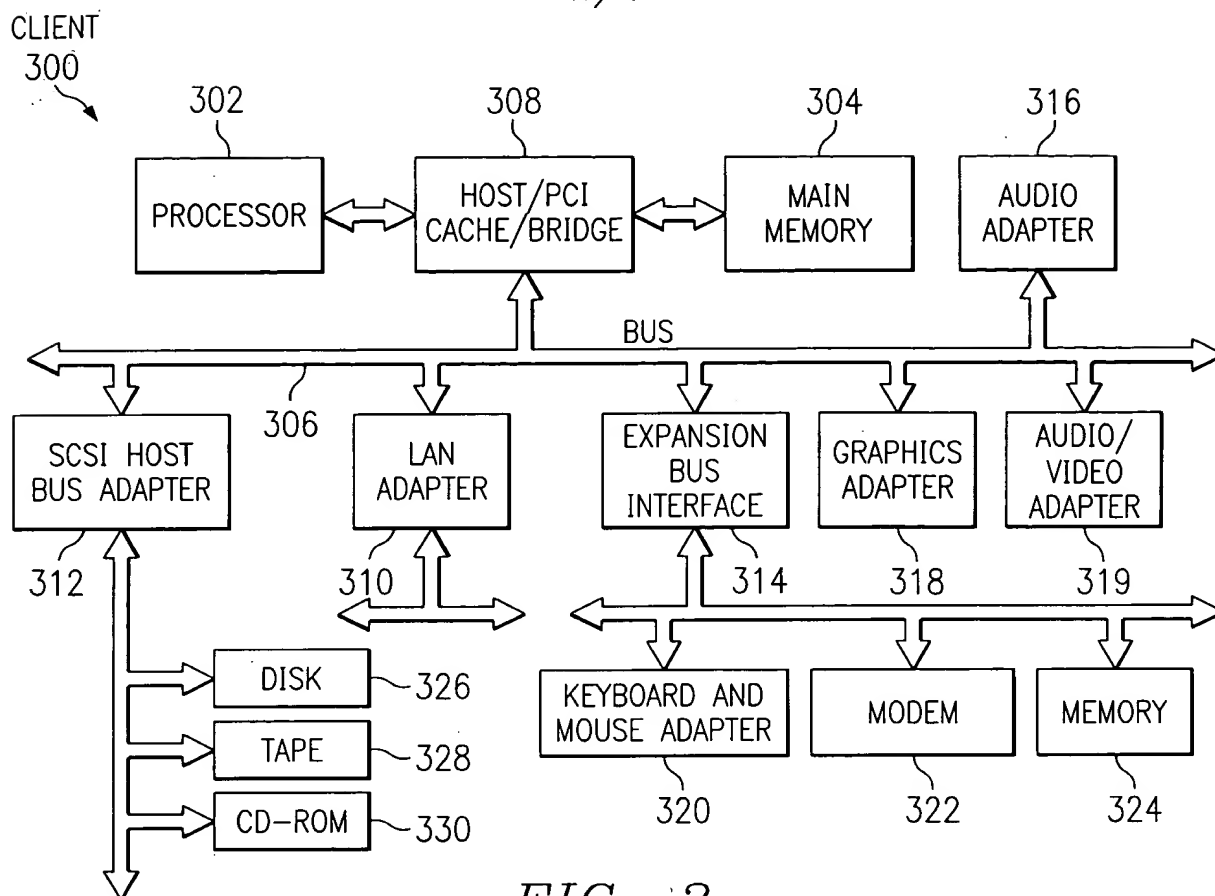 CLIENT
300
302
308
304
316
PROCESSOR
HOST/PCI
CACHE/BRIDGE
MAIN
MEMORY
AUDIO
ADAPTER
BUS
306
SCSI HOST
BUS ADAPTER
LAN
ADAPTER
EXPANSION
BUS
INTERFACE
GRAPHICS
ADAPTER
AUDIO/
VIDEO
ADAPTER
312
310
314
318
319
DISK
326
TAPE
328
CD-ROM
330
KEYBOARD AND
MOUSE ADAPTER
MODEM
MEMORY
320
322
324